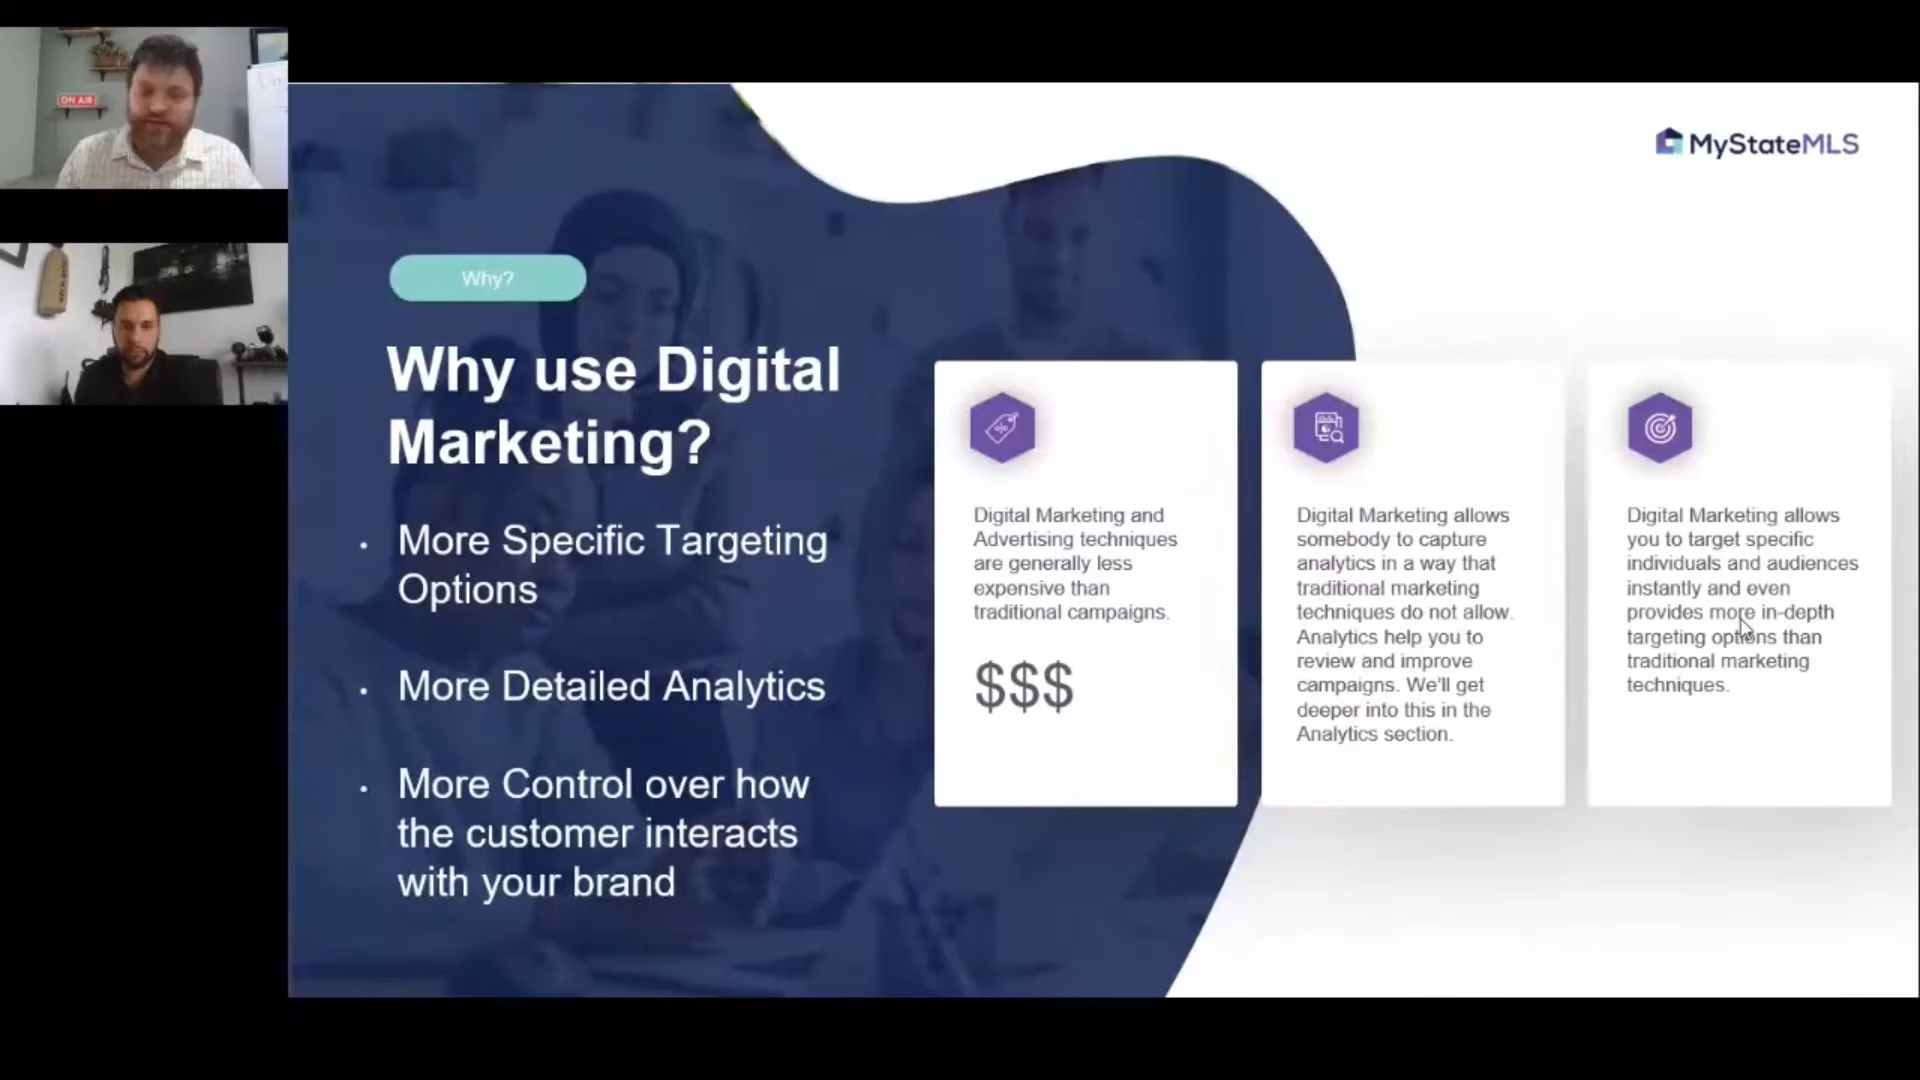 ON AIR
MyStateMLS
Why?
Why use Digital
Marketing?
• More Specific Targeting
Options
• More Detailed Analytics
• More Control over how
the customer interacts
with your brand
Digital Marketing and
Advertising techniques
are generally less
expensive than
traditional campaigns.
$$$
Digital Marketing allows
somebody to capture
analytics in a way that
traditional marketing
techniques do not allow.
Analytics help you to
review and improve
campaigns. We'll get
deeper into this in the
Analytics section.
Digital Marketing allows
you to target specific
individuals and audiences
instantly and even
provides more in-depth
targeting options than
traditional marketing
techniques.